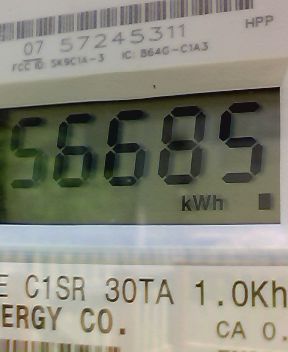 07 57245311 HPP
FCC ID: SK9C1A-3 IC: 864G-C1A3
56685
kWh
E C1SR 30TA 1.0Kh
ERGY CO. CA 0.